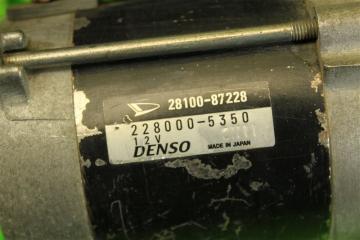 28100-87228
228000-5350
12V
DENSO MADE IN JAPAN